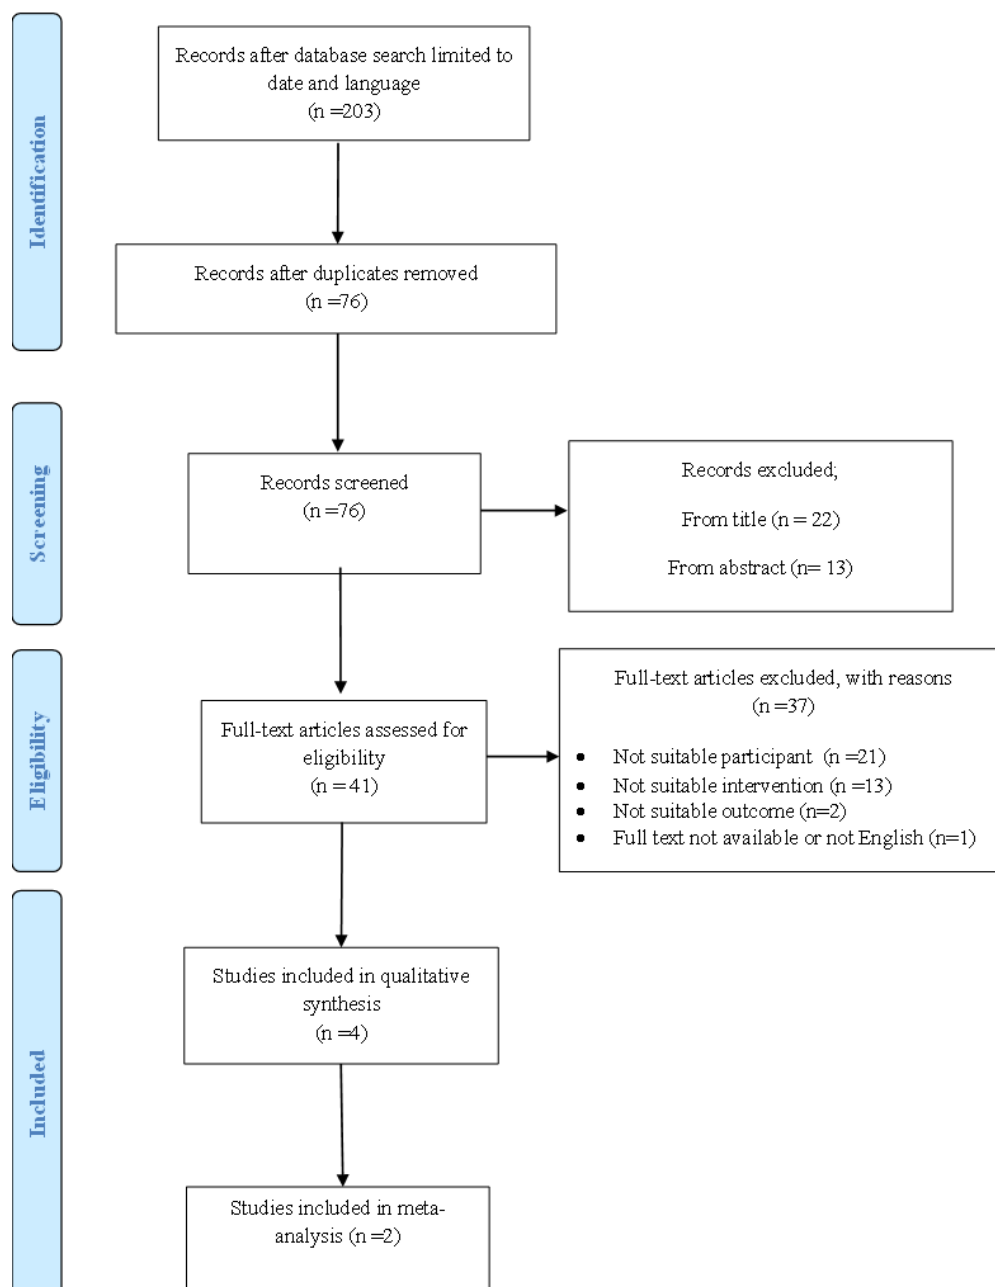 Identification
Records after database search limited to
date and language
(n =203)
Records after duplicates removed
(n =76)
Screening
Records screened
(n =76)
Records excluded;
From title (n = 22)
From abstract (n= 13)
Eligibility
Full-text articles assessed for
eligibility
(n = 41)
Full-text articles excluded, with reasons
(n =37)
• Not suitable participant (n =21)
• Not suitable intervention (n =13)
• Not suitable outcome (n=2)
• Full text not available or not English (n=1)
Included
Studies included in qualitative
synthesis
(n =4)
Studies included in meta-
analysis (n =2)